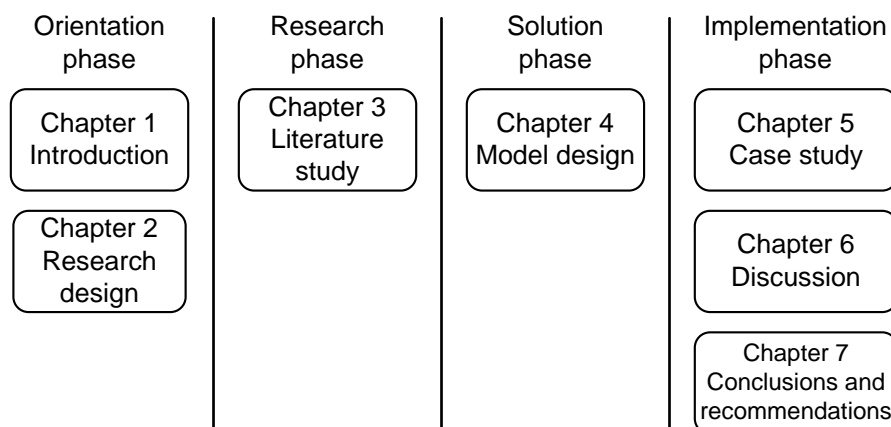 Orientation
phase
Chapter 1
Introduction
Chapter 2
Research
design
Research
phase
Chapter 3
Literature
study
Solution
phase
Chapter 4
Model design
Implementation
phase
Chapter 5
Case study
Chapter 6
Discussion
Chapter 7
Conclusions and
recommendations